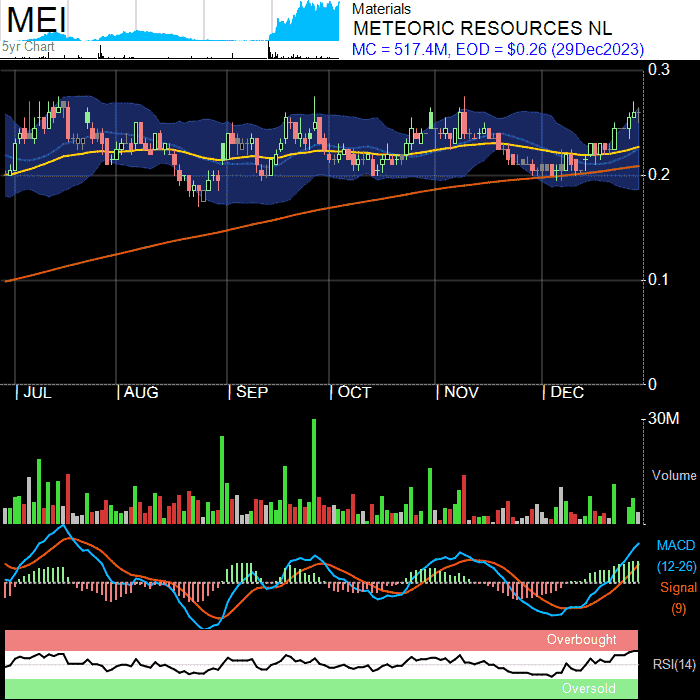 MEI
5yr Chart
Materials
METEORIC RESOURCES NL
MC = 517.4M, EOD = $0.26 (29Dec2023)
0.3
0.2
0.1
0
| JUL | AUG | SEP | OCT | NOV | DEC
30M
Volume
MACD
(12-26)
Signal
(9)
Overbought
RSI(14)
Oversold